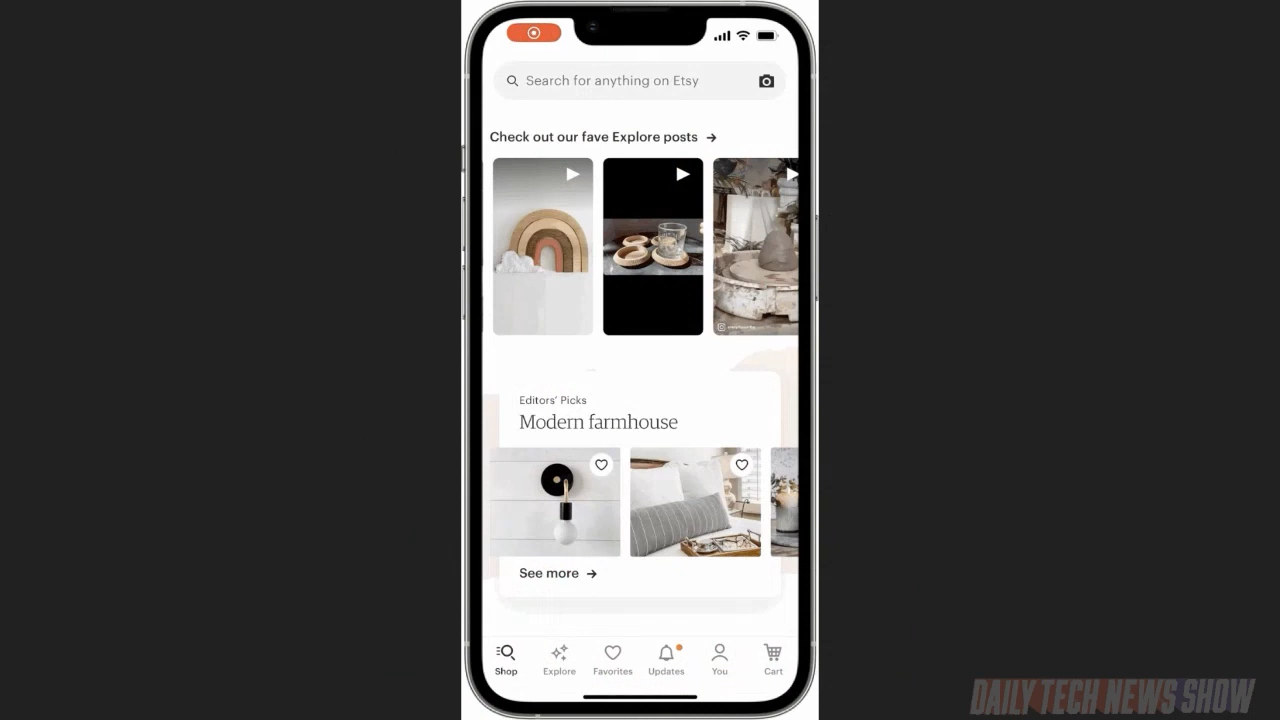 Search for anything on Etsy
Check out our fave Explore posts →
Editors' Picks
Modern farmhouse
See more →
Shop
Explore
Favorites
Updates
You
Cart
DAILY TECH NEWS SHOW